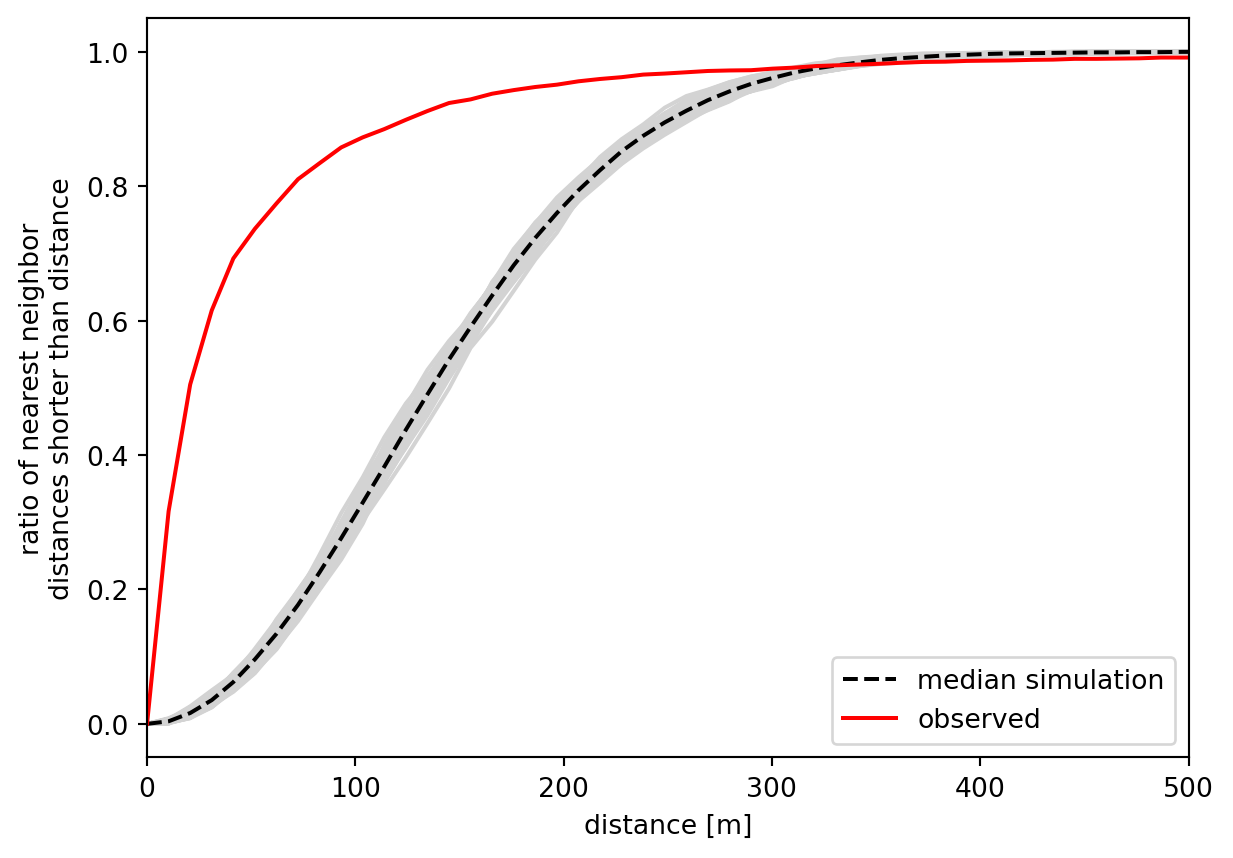 1.0
0.8
0.6
0.4
0.2
0.0
ratio of nearest neighbor
distances shorter than distance
median simulation
observed
0
100
200
300
400
500
distance [m]